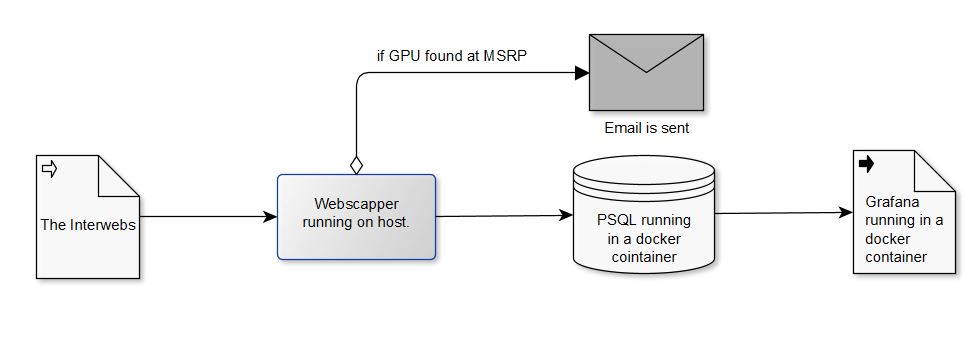 if GPU found at MSRP
Email is sent
The Interwebs
Webscapper
running on host.
PSQL running
in a docker
cointainer
Grafana
running in a
docker
container